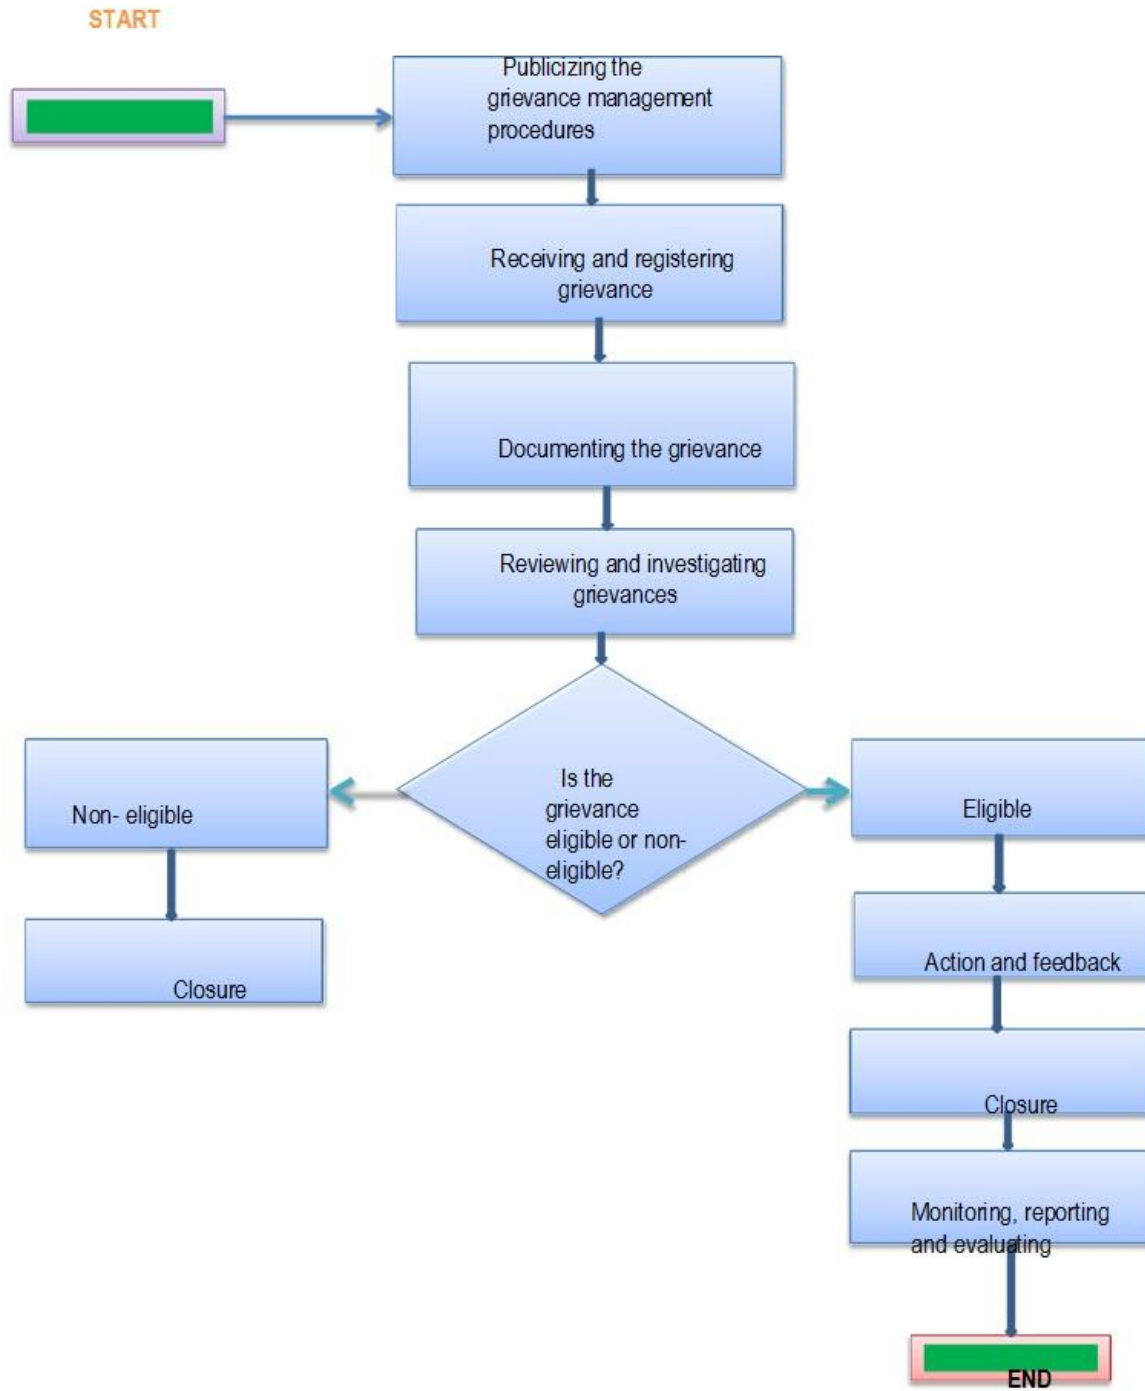 START
Publicizing the
grievance management
procedures
Receiving and registering
grievance
Documenting the grievance
Reviewing and investigating
grievances
Is the
grievance
eligible or non-
eligible?
Non- eligible
Closure
Eligible
Action and feedback
Closure
Monitoring, reporting
and evaluating
END